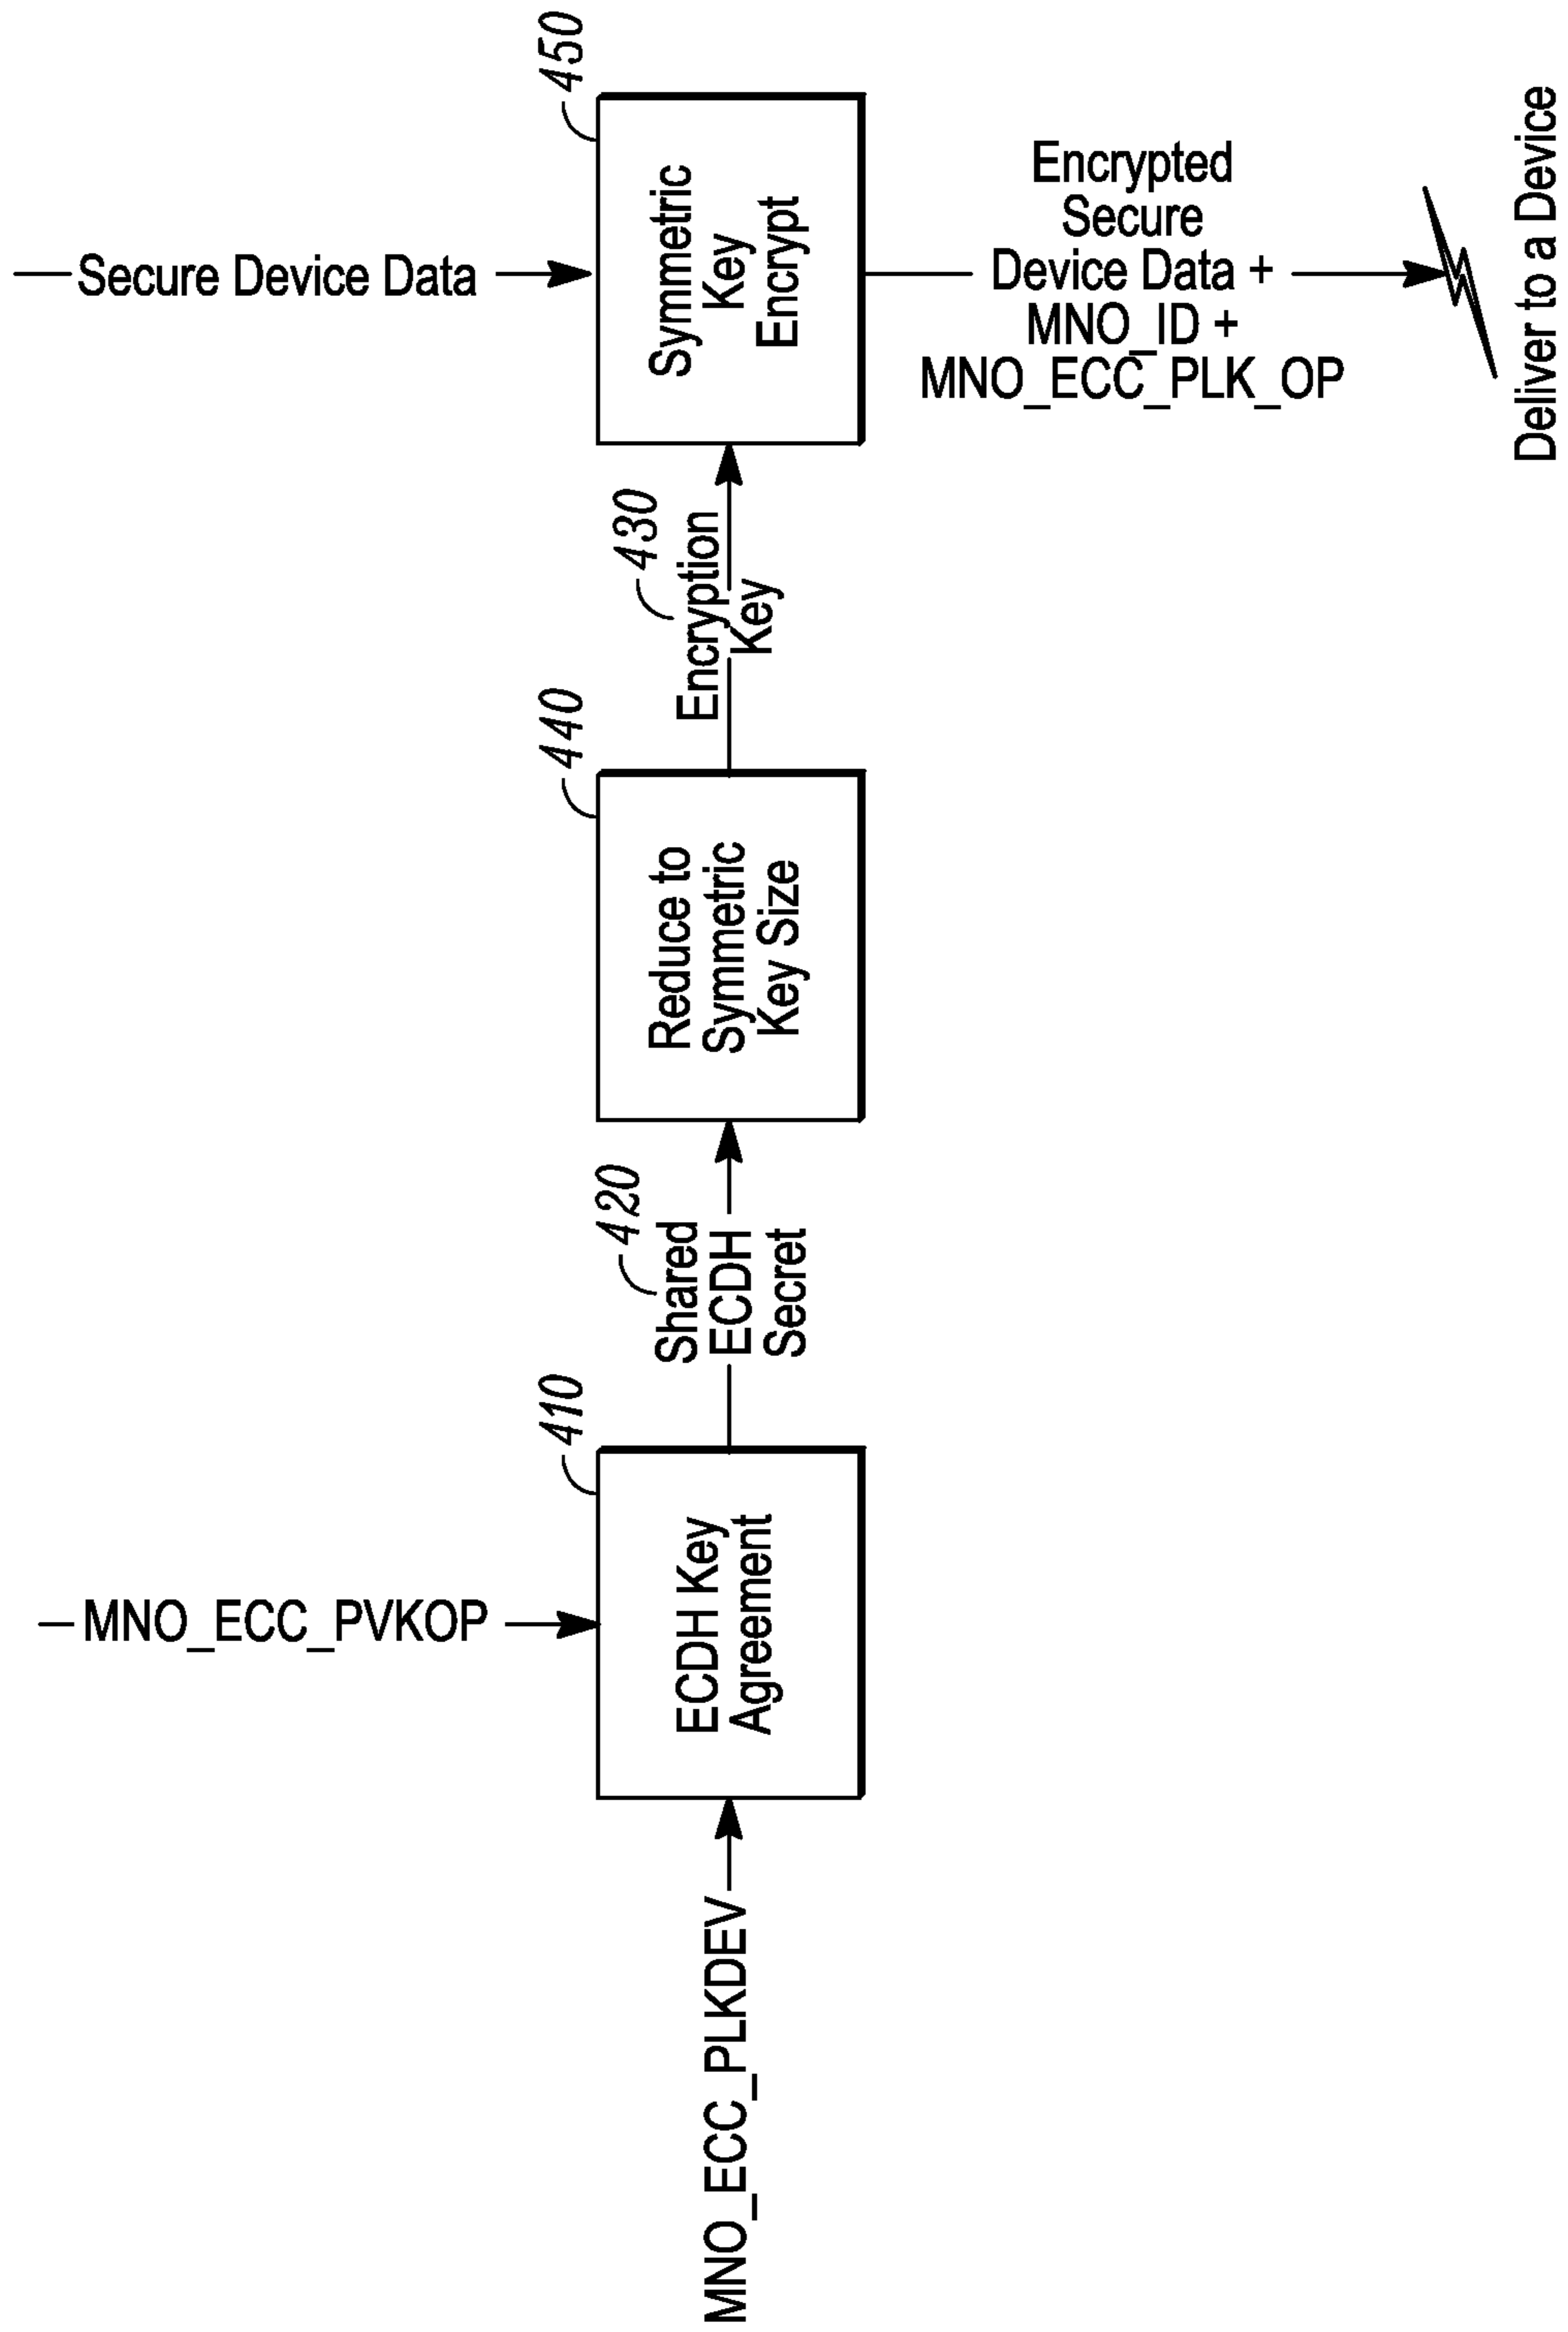 450
Secure Device Data
Symmetric
Key
Encrypt
Encrypted
Secure
Device Data +
MNO_ID +
MNO_ECC_PLK_OP
Deliver to a Device
430
Encryption
Key
440
Reduce to
Symmetric
Key Size
420
Shared
ECDH
Secret
410
MNO_ECC_PVKOP
ECDH Key
Agreement
MNO_ECC_PLKDEV